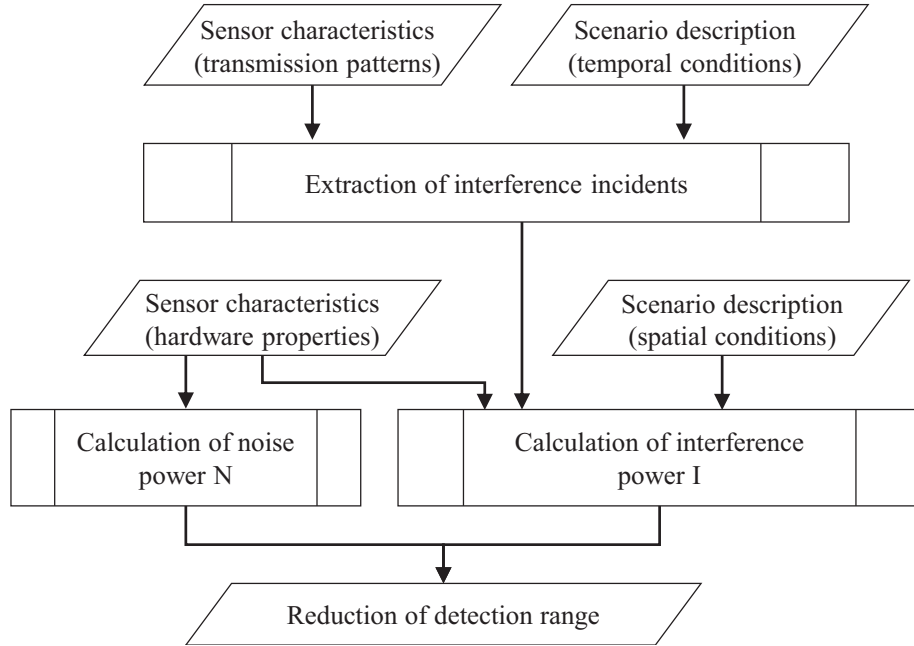 Sensor characteristics
(transmission patterns)
Scenario description
(temporal conditions)
Extraction of interference incidents
Sensor characteristics
(hardware properties)
Scenario description
(spatial conditions)
Calculation of noise
power N
Calculation of interference
power I
Reduction of detection range